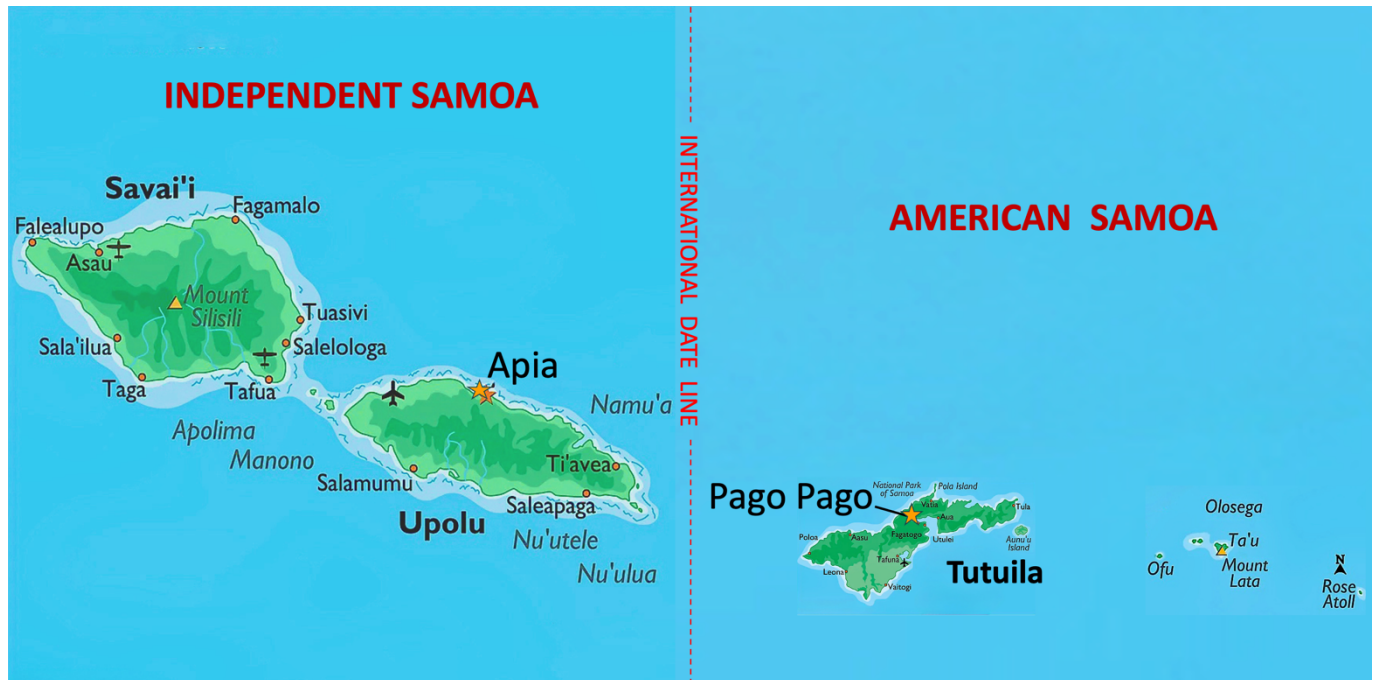 INDEPENDENT SAMOA
Savai'i
Fagamalo
Falealupo
Asau
Mount
Silisili
Tuasivi
Sala'ilua
Salelologa
Taga
Tafua
Apolima
Manono
Apia
Namu'a
Ti'avea
Salamumu
Saleapaga
Upolu
Nu'utele
Nu'ulua
INTERNATIONAL DATE LINE
AMERICAN SAMOA
Pago Pago
National Park
of Samoa
Pola Island
Vatia
Tula
Aua
Poloa
Aasu
Fagatogo
Utulei
Aunu'u
Island
Tafuna
Leona
Vaitogi
Tutuila
Olosega
Ta'u
Ofu
Mount
Lata
N
Rose
Atoll